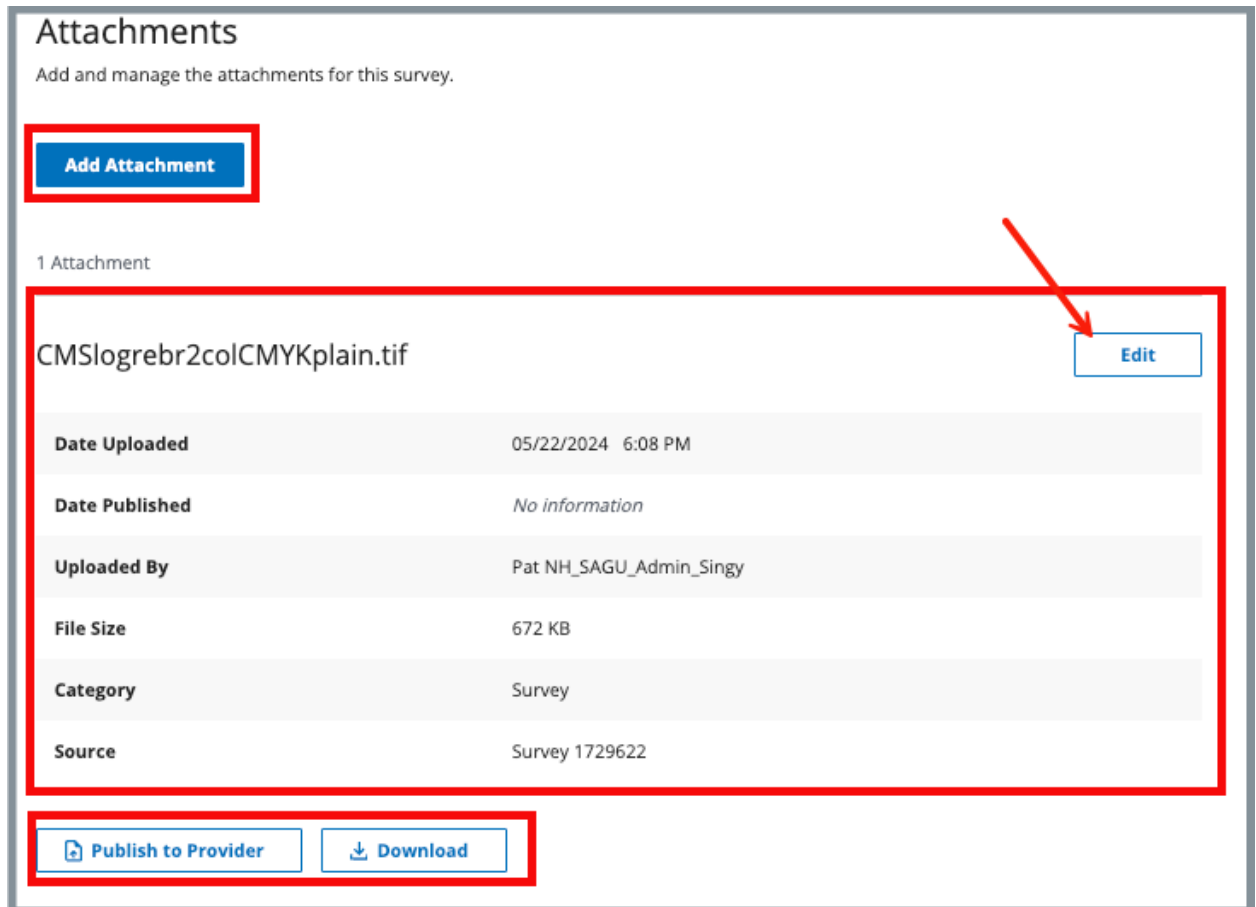 Attachments
Add and manage the attachments for this survey.
Add Attachment
1 Attachment
CMSlogrebr2colCMYKplain.tif
Edit
Date Uploaded 05/22/2024 6:08 PM
Date Published No information
Uploaded By Pat NH_SAGU_Admin_Singy
File Size 672 KB
Category Survey
Source Survey 1729622
Publish to Provider Download